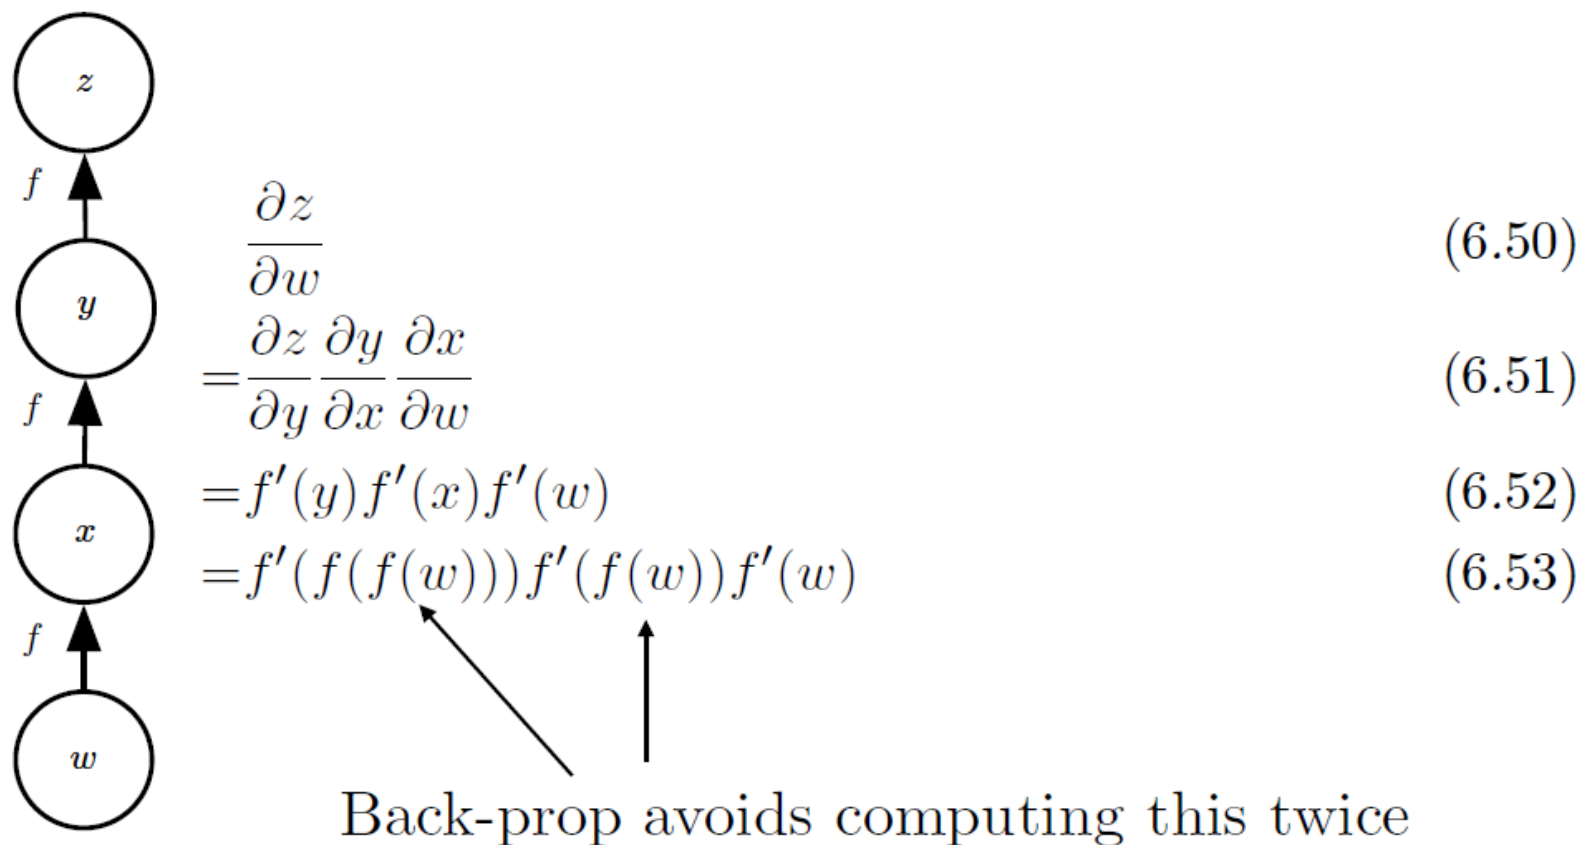 z
f
∂z/∂w (6.50)
y
= ∂z/∂y ∂y/∂x ∂x/∂w (6.51)
f
=f′(y)f′(x)f′(w) (6.52)
x
=f′(f(f(w)))f′(f(w))f′(w) (6.53)
f
w
Back-prop avoids computing this twice